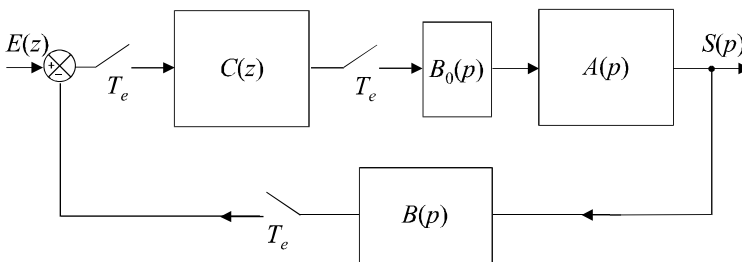 E(z)
+
−
T_e
C(z)
T_e
B_0(p)
A(p)
S(p)
T_e
B(p)